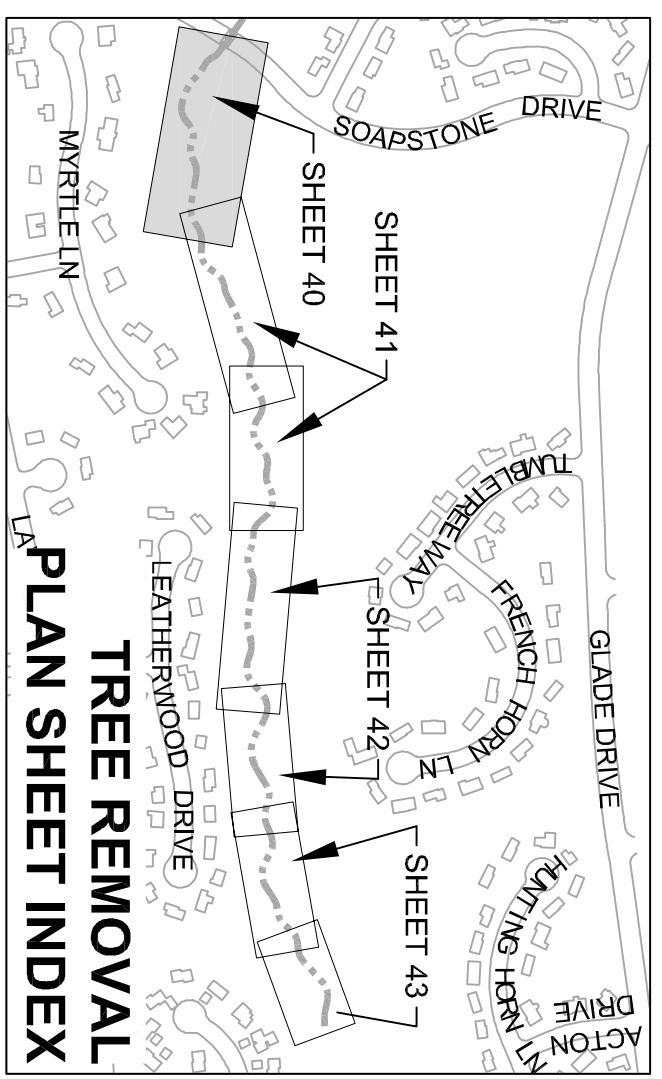 DRIVE
SOAPSTONE
MYRTLE LN
SHEET 40
SHEET 41
TUMBLETREE WAY
FRENCH HORN LN
GLADE DRIVE
SHEET 42
LEATHERWOOD DRIVE
LA
SHEET 43
HUNTING HORN LN
ACTON
DRIVE
TREE REMOVAL
PLAN SHEET INDEX